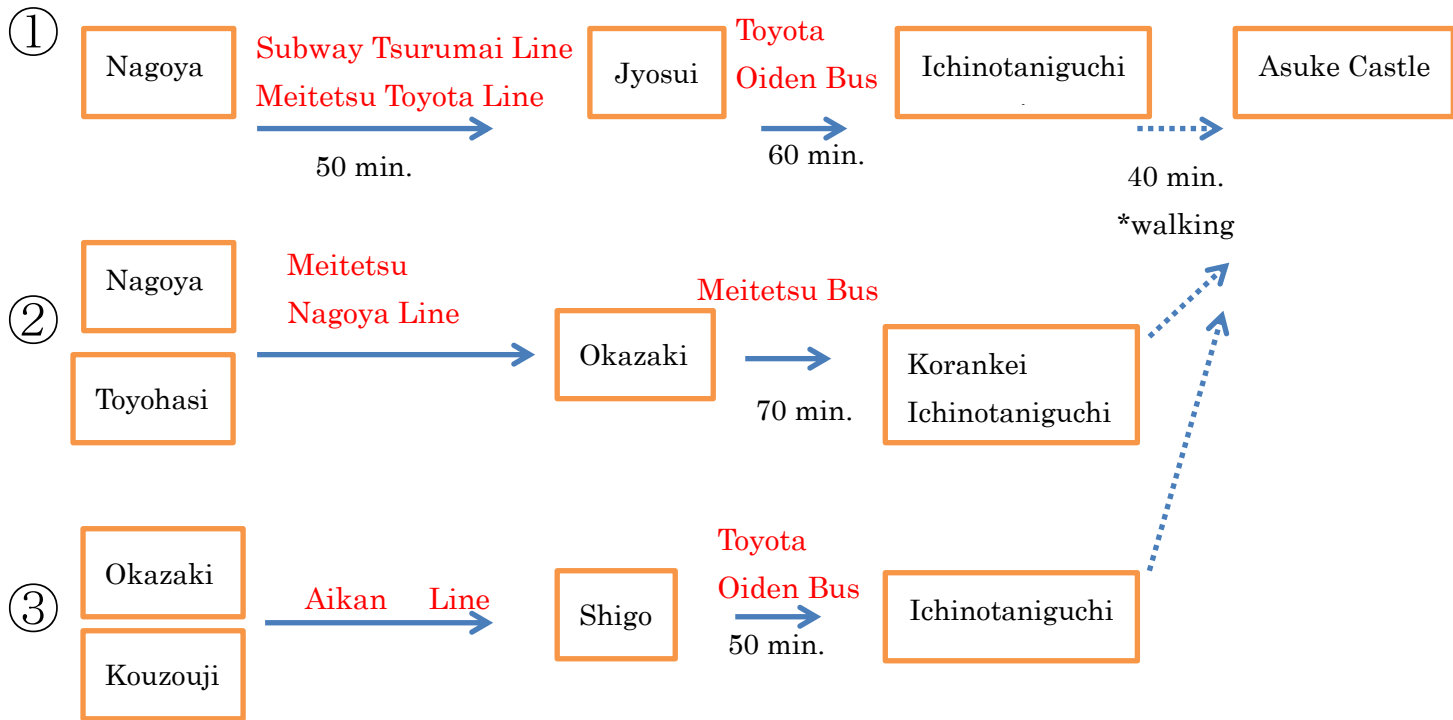 ①
Nagoya
Subway Tsurumai Line
Meitetsu Toyota Line
50 min.
Jyosui
Toyota
Oiden Bus
60 min.
Ichinotaniguchi
40 min.
*walking
Asuke Castle
②
Nagoya
Toyohasi
Meitetsu
Nagoya Line
Okazaki
Meitetsu Bus
70 min.
Korankei
Ichinotaniguchi
③
Okazaki
Kouzouji
Aikan Line
Shigo
Toyota
Oiden Bus
50 min.
Ichinotaniguchi